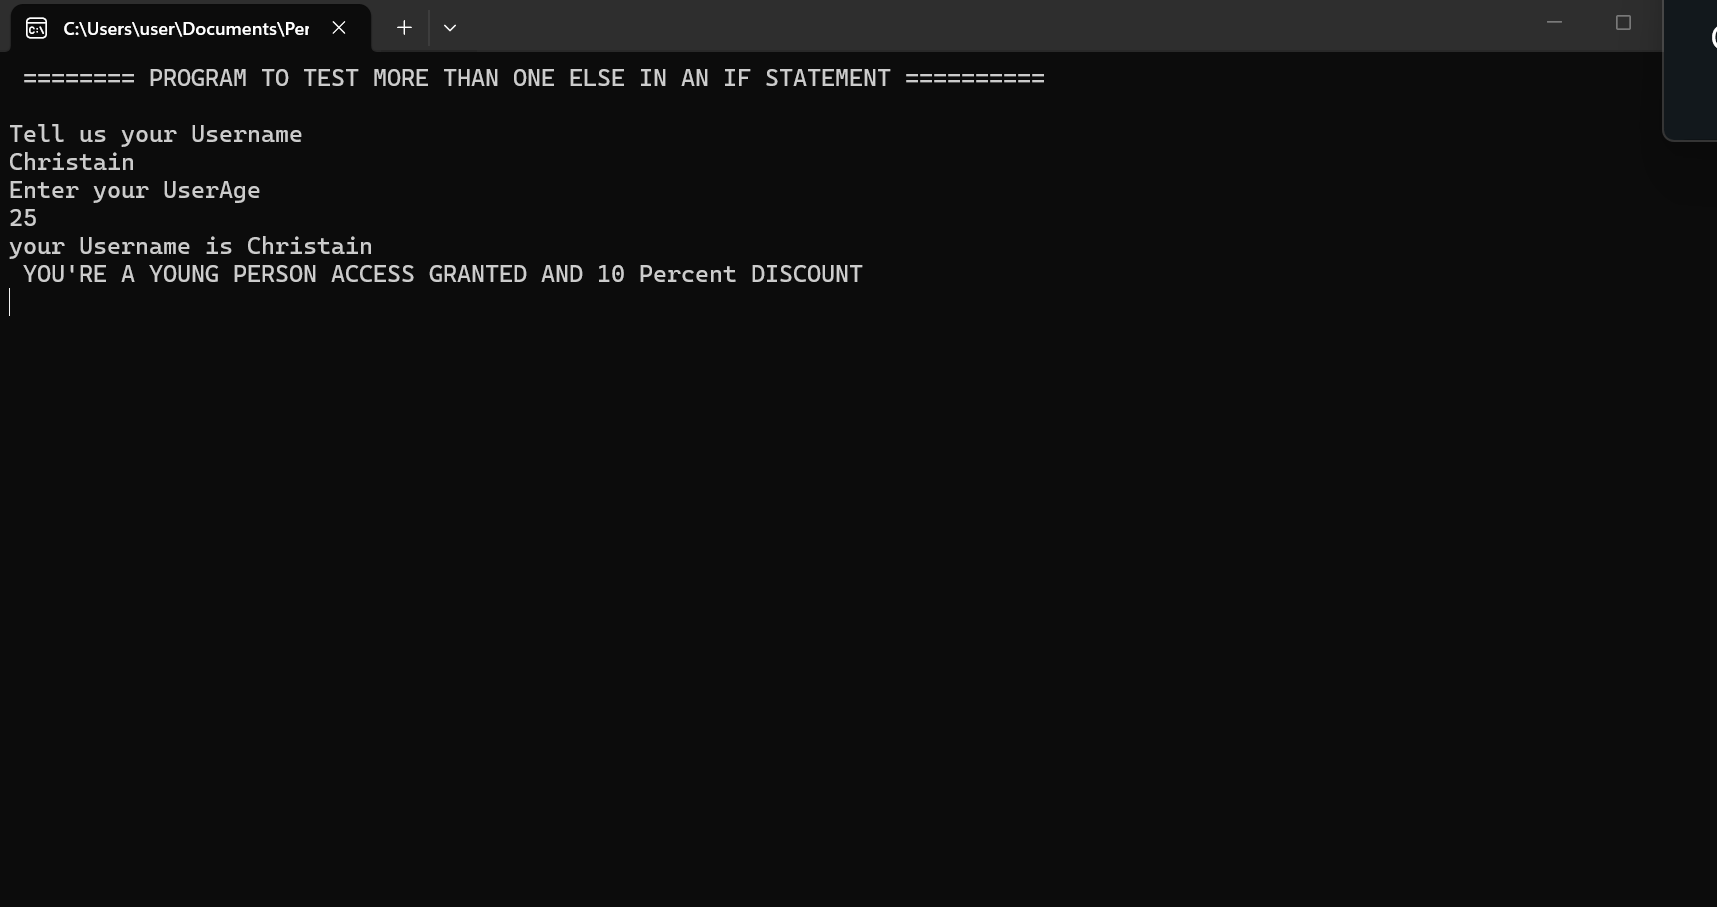 C:\Users\user\Documents\Per
======== PROGRAM TO TEST MORE THAN ONE ELSE IN AN IF STATEMENT ==========
Tell us your Username
Christain
Enter your UserAge
25
your Username is Christain
YOU'RE A YOUNG PERSON ACCESS GRANTED AND 10 Percent DISCOUNT